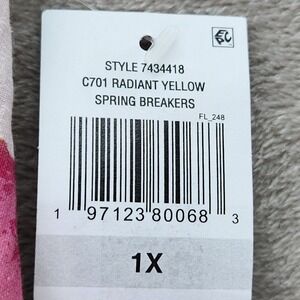 STYLE 7434418
C701 RADIANT YELLOW
SPRING BREAKERS
FL_248
1 97123 80068 3
1X